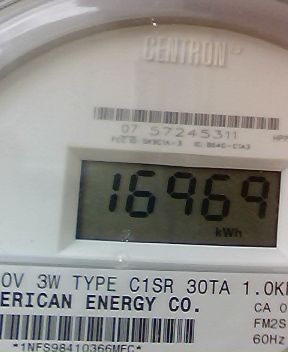 CENTRON
07 57245311
16969
kWh
0V 3W TYPE C1SR 30TA 1.0K
ERICAN ENERGY CO.
CA 0
FM2S
60Hz
*1NFS98410366MEC*